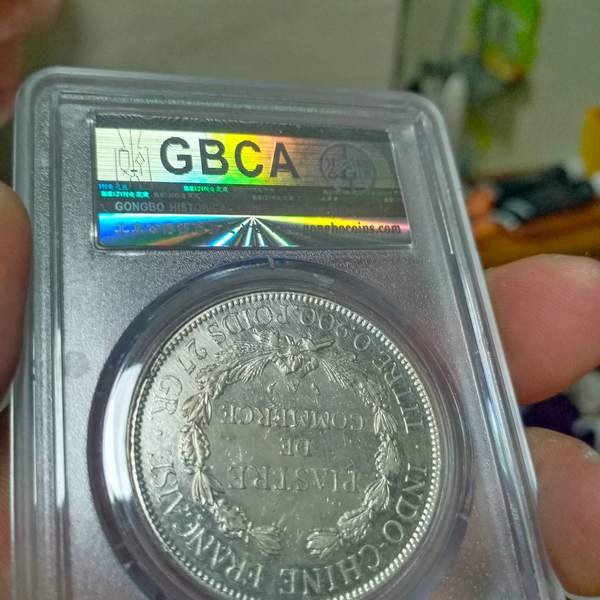 GBCA
GONGBO HISTORICA
gongbocoins.com
PIASTRE
DE
COMMERCE
INDO-CHINE FRANÇAISE
TITRE 0,900. POIDS 27 GR.